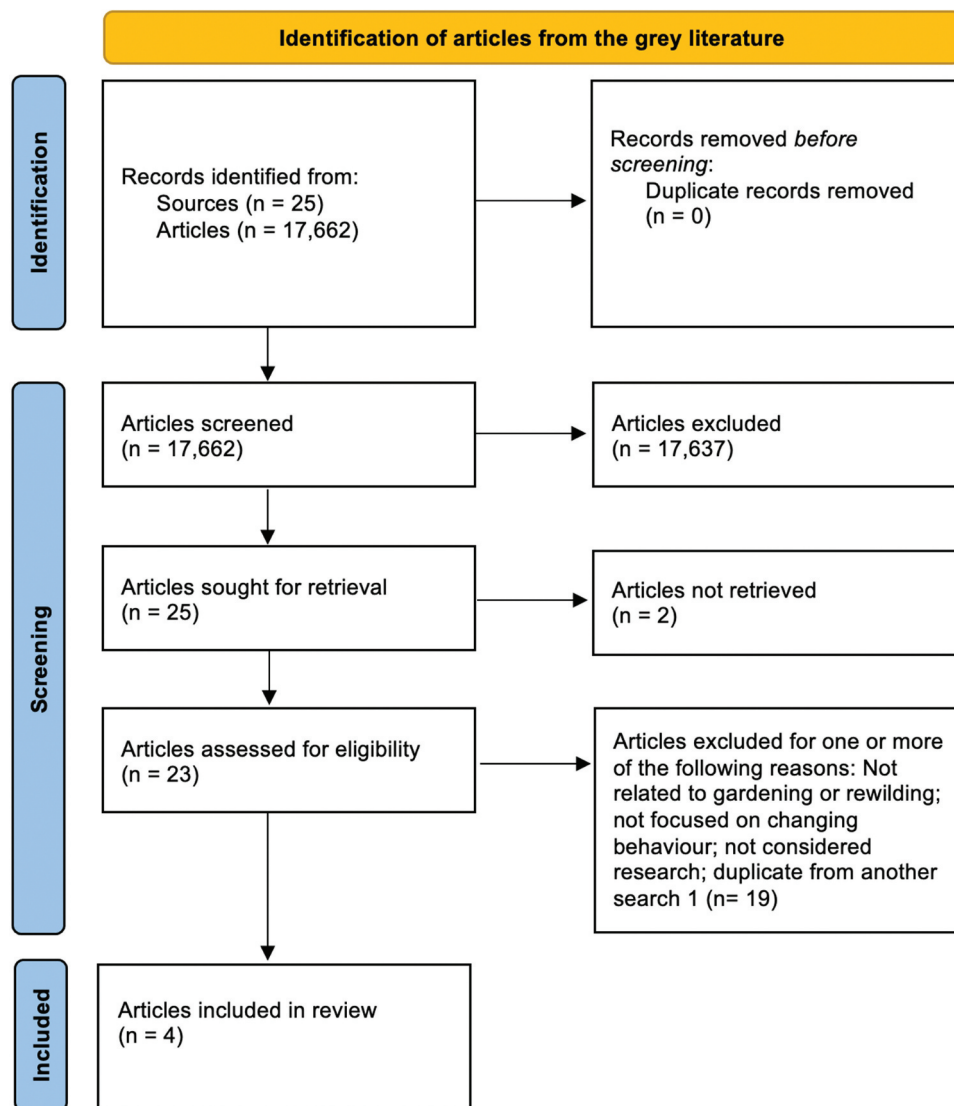 Identification of articles from the grey literature
Identification
Records identified from:
Sources (n = 25)
Articles (n = 17,662)
Records removed before
screening:
Duplicate records removed
(n = 0)
Screening
Articles screened
(n = 17,662)
Articles excluded
(n = 17,637)
Articles sought for retrieval
(n = 25)
Articles not retrieved
(n = 2)
Articles assessed for eligibility
(n = 23)
Articles excluded for one or more
of the following reasons: Not
related to gardening or rewilding;
not focused on changing
behaviour; not considered
research; duplicate from another
search 1 (n= 19)
Included
Articles included in review
(n = 4)